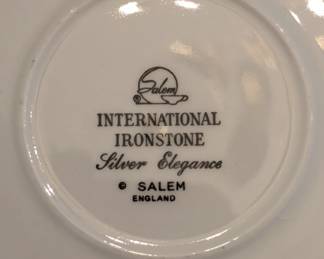 Salem
®
INTERNATIONAL
IRONSTONE
Silver Elegance
© SALEM
ENGLAND